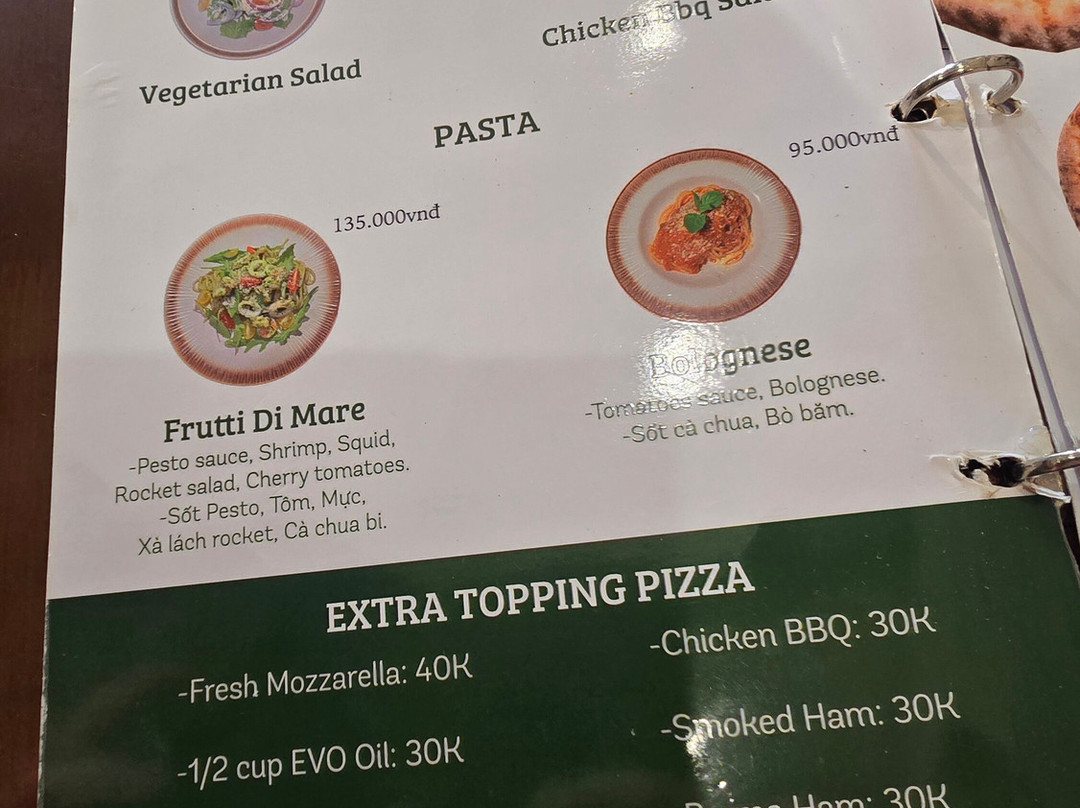 Vegetarian Salad
Chicken Bbq
PASTA
135.000vnđ
95.000vnđ
Frutti Di Mare
-Pesto sauce, Shrimp, Squid,
Rocket salad, Cherry tomatoes.
-Sốt Pesto, Tôm, Mực,
Xà lách rocket, Cà chua bi.
Bolognese
-Tomatoes sauce, Bolognese.
-Sốt cà chua, Bò băm.
EXTRA TOPPING PIZZA
-Fresh Mozzarella: 40K
-1/2 cup EVO Oil: 30K
-Chicken BBQ: 30K
-Smoked Ham: 30K
Ham: 30K